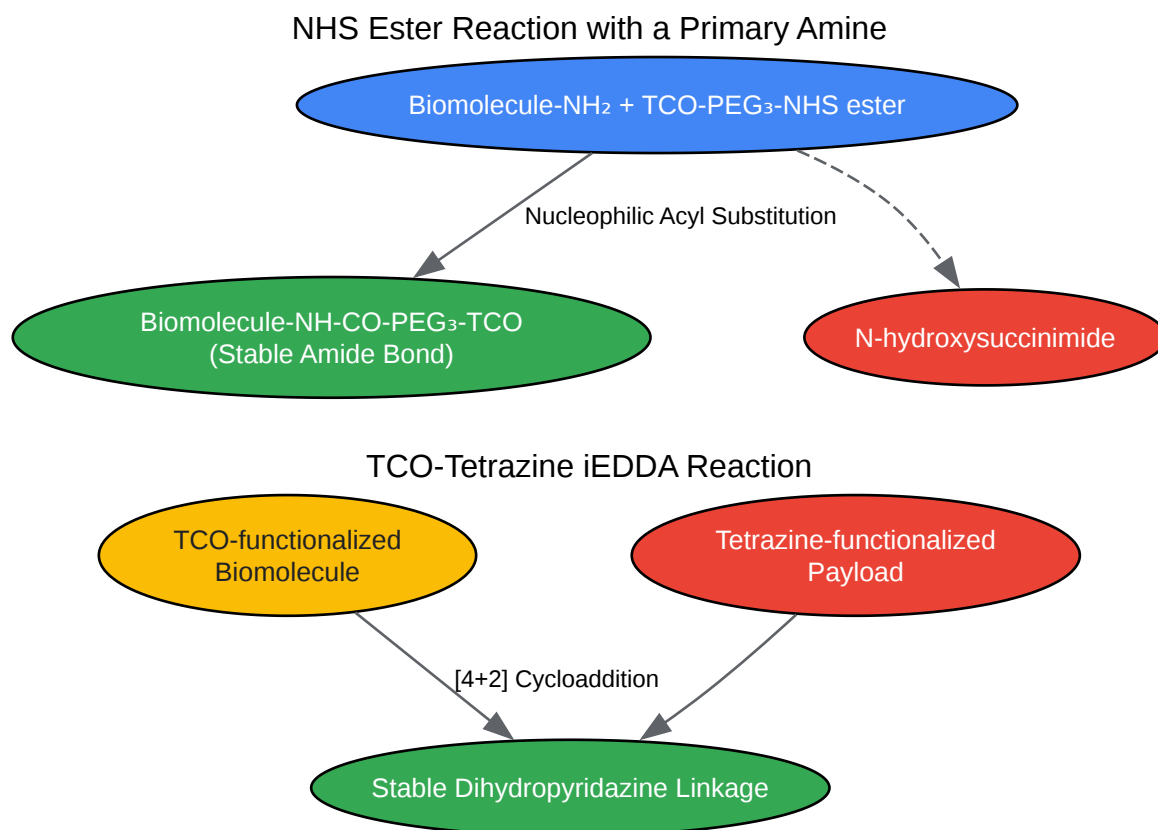 NHS Ester Reaction with a Primary Amine
Biomolecule-NH₂ + TCO-PEG₃-NHS ester
Nucleophilic Acyl Substitution
Biomolecule-NH-CO-PEG₃-TCO
(Stable Amide Bond)
N-hydroxysuccinimide
TCO-Tetrazine iEDDA Reaction
TCO-functionalized
Biomolecule
Tetrazine-functionalized
Payload
[4+2] Cycloaddition
Stable Dihydropyridazine Linkage